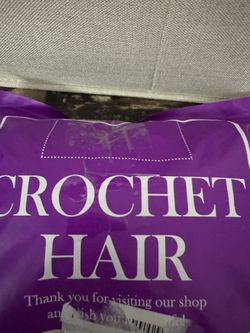 CROCHET
HAIR
Thank you for visiting our shop
and wish you